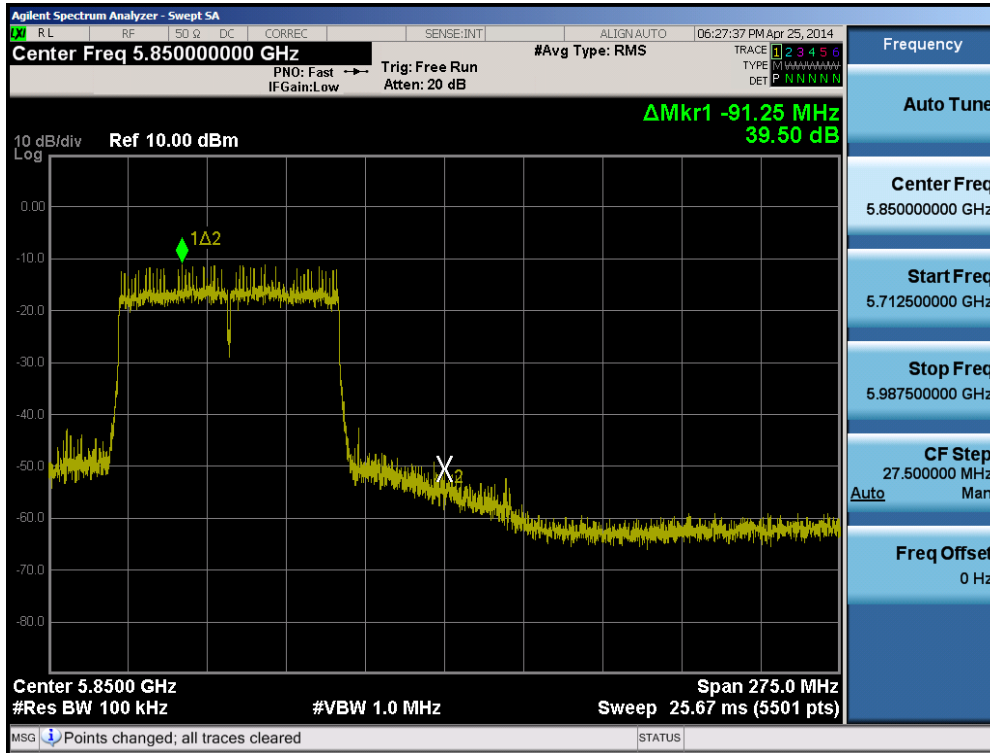 Agilent Spectrum Analyzer - Swept SA
LXI RL RF 50 Ω DC CORREC SENSE:INT ALIGN AUTO 06:27:37 PM Apr 25, 2014
Center Freq 5.850000000 GHz
PNO: Fast
IFGain:Low
Trig: Free Run
Atten: 20 dB
#Avg Type: RMS
TRACE 1 2 3 4 5 6
TYPE M
DET P N N N N N
ΔMkr1 -91.25 MHz
39.50 dB
10 dB/div Ref 10.00 dBm
Log
0.00
1Δ2
-10.0
-20.0
-30.0
-40.0
-50.0
X2
-60.0
-70.0
-80.0
Center 5.8500 GHz Span 275.0 MHz
#Res BW 100 kHz #VBW 1.0 MHz Sweep 25.67 ms (5501 pts)
MSG Points changed; all traces cleared STATUS
Frequency
Auto Tune
Center Freq
5.850000000 GHz
Start Freq
5.712500000 GHz
Stop Freq
5.987500000 GHz
CF Step
27.500000 MHz
Auto Man
Freq Offset
0 Hz